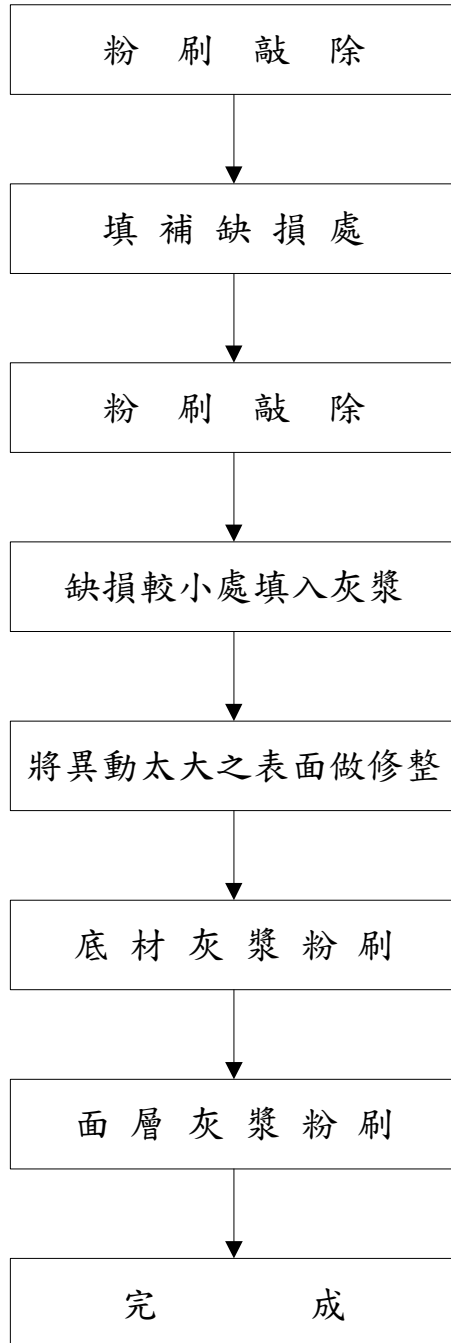 粉刷敲除
填補缺損處
粉刷敲除
缺損較小處填入灰漿
將異動太大之表面做修整
底材灰漿粉刷
面層灰漿粉刷
完成